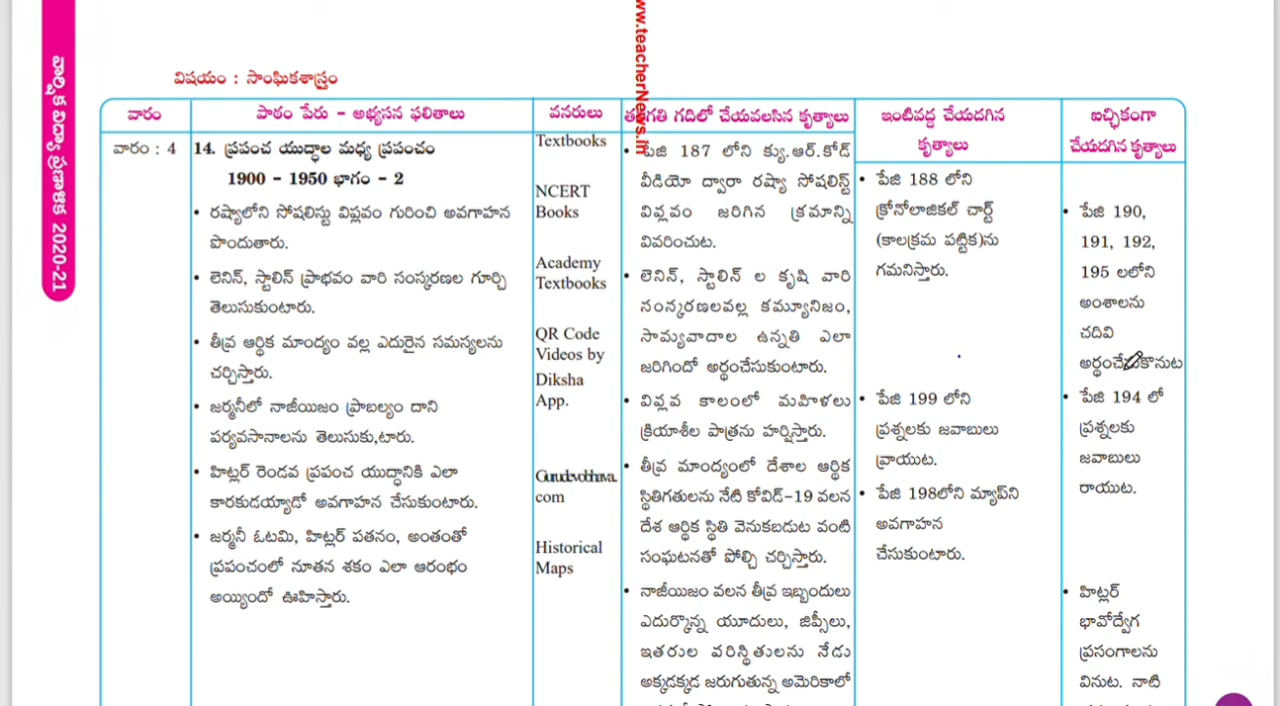 వార్షిక విద్యా ప్రణాళిక 2020-21
www.teacherNews.in
విషయం : సాంఘికశాస్త్రం
వారం
పాఠం పేరు - అభ్యసన ఫలితాలు
వనరులు
తరగతి గదిలో చేయవలసిన కృత్యాలు
ఇంటివద్ద చేయదగిన
కృత్యాలు
ఐచ్ఛికంగా
చేయదగిన కృత్యాలు
వారం : 4
14. ప్రపంచ యుద్ధాల మధ్య ప్రపంచం
1900 - 1950 భాగం - 2
• రష్యాలోని సోషలిస్టు విప్లవం గురించి అవగాహన
పొందుతారు.
• లెనిన్, స్టాలిన్ ప్రాభవం వారి సంస్కరణల గూర్చి
తెలుసుకుంటారు.
• తీవ్ర ఆర్థిక మాంద్యం వల్ల ఎదురైన సమస్యలను
చర్చిస్తారు.
• జర్మనీలో నాజీయిజం ప్రాబల్యం దాని
పర్యవసానాలను తెలుసుకు,టారు.
• హిట్లర్ రెండవ ప్రపంచ యుద్ధానికి ఎలా
కారకుడయ్యాడో అవగాహన చేసుకుంటారు.
• జర్మనీ ఓటమి, హిట్లర్ పతనం, అంతంతో
ప్రపంచంలో నూతన శకం ఎలా ఆరంభం
అయ్యిందో ఊహిస్తారు.
Textbooks
NCERT
Books
Academy
Textbooks
QR Code
Videos by
Diksha
App.
Gurudevobhava.
com
Historical
Maps
• పేజి 187 లోని క్యు.ఆర్.కోడ్
వీడియో ద్వారా రష్యా సోషలిస్ట్
విప్లవం జరిగిన క్రమాన్ని
వివరించుట.
• లెనిన్, స్టాలిన్ ల కృషి వారి
సంస్కరణలవల్ల కమ్యూనిజం,
సామ్యవాదాల ఉన్నతి ఎలా
జరిగిందో అర్థంచేసుకుంటారు.
• విప్లవ కాలంలో మహిళలు
క్రియాశీల పాత్రను హర్షిస్తారు.
• తీవ్ర మాంద్యంలో దేశాల ఆర్థిక
స్థితిగతులను నేటి కోవిడ్-19 వలన
దేశ ఆర్థిక స్థితి వెనుకబడుట వంటి
సంఘటనతో పోల్చి చర్చిస్తారు.
• నాజీయిజం వలన తీవ్ర ఇబ్బందులు
ఎదుర్కొన్న యూదులు, జిప్సీలు,
ఇతరుల పరిస్థితులను నేడు
అక్కడక్కడ జరుగుతున్న అమెరికాలో
• పేజి 188 లోని
క్రోనోలాజికల్ చార్ట్
(కాలక్రమ పట్టిక)ను
గమనిస్తారు.
• పేజి 199 లోని
ప్రశ్నలకు జవాబులు
వ్రాయుట.
• పేజి 198లోని మ్యాప్‌ని
అవగాహన
చేసుకుంటారు.
• పేజి 190,
191, 192,
195 లలోని
అంశాలను
చదివి
అర్థంచేసుకొనుట
• పేజి 194 లో
ప్రశ్నలకు
జవాబులు
రాయుట.
• హిట్లర్
భావోద్వేగ
ప్రసంగాలను
వినుట. నాటి